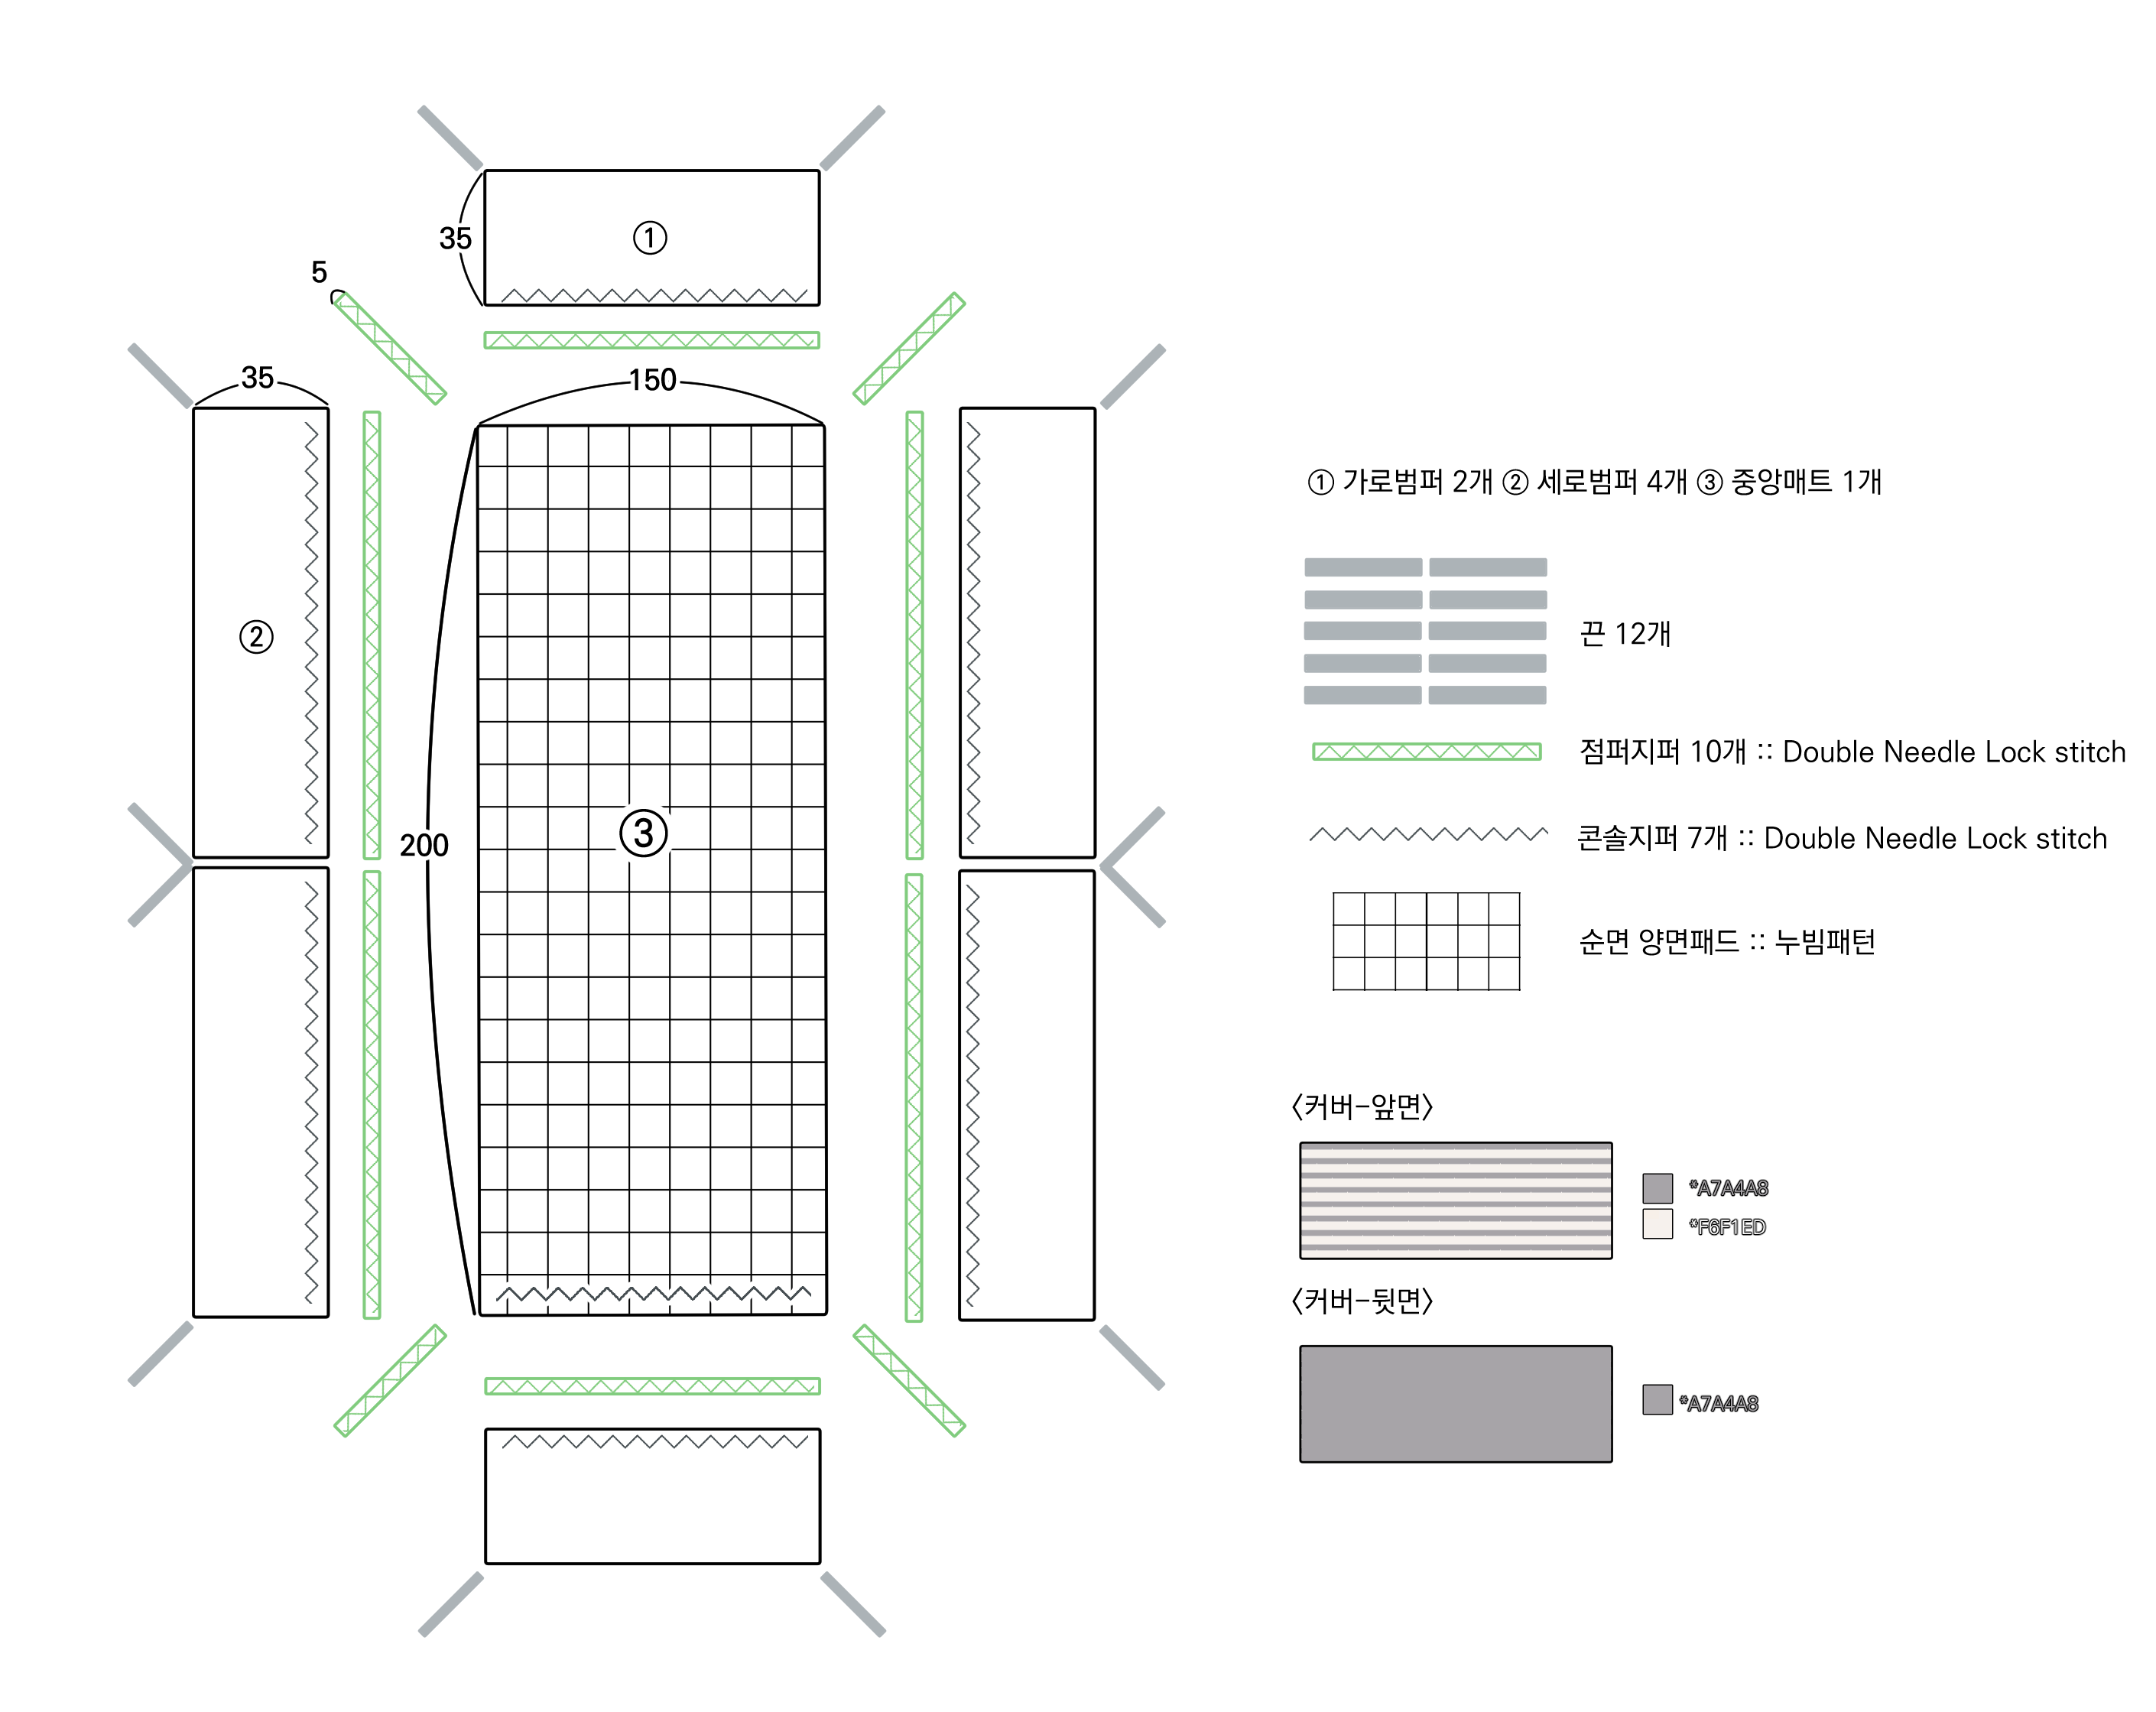 ①
35
5
35
150
②
200
③
① 가로범퍼 2개 ② 세로범퍼 4개 ③ 중앙매트 1개
끈 12개
점퍼지퍼 10개 :: Double Needle Lock stitch
콘솔지퍼 7개 :: Double Needle Lock stitch
순면 양면패드 :: 누빔패턴
<커버-앞면>
*A7A4A8
*F6F1ED
<커버-뒷면>
*A7A4A8